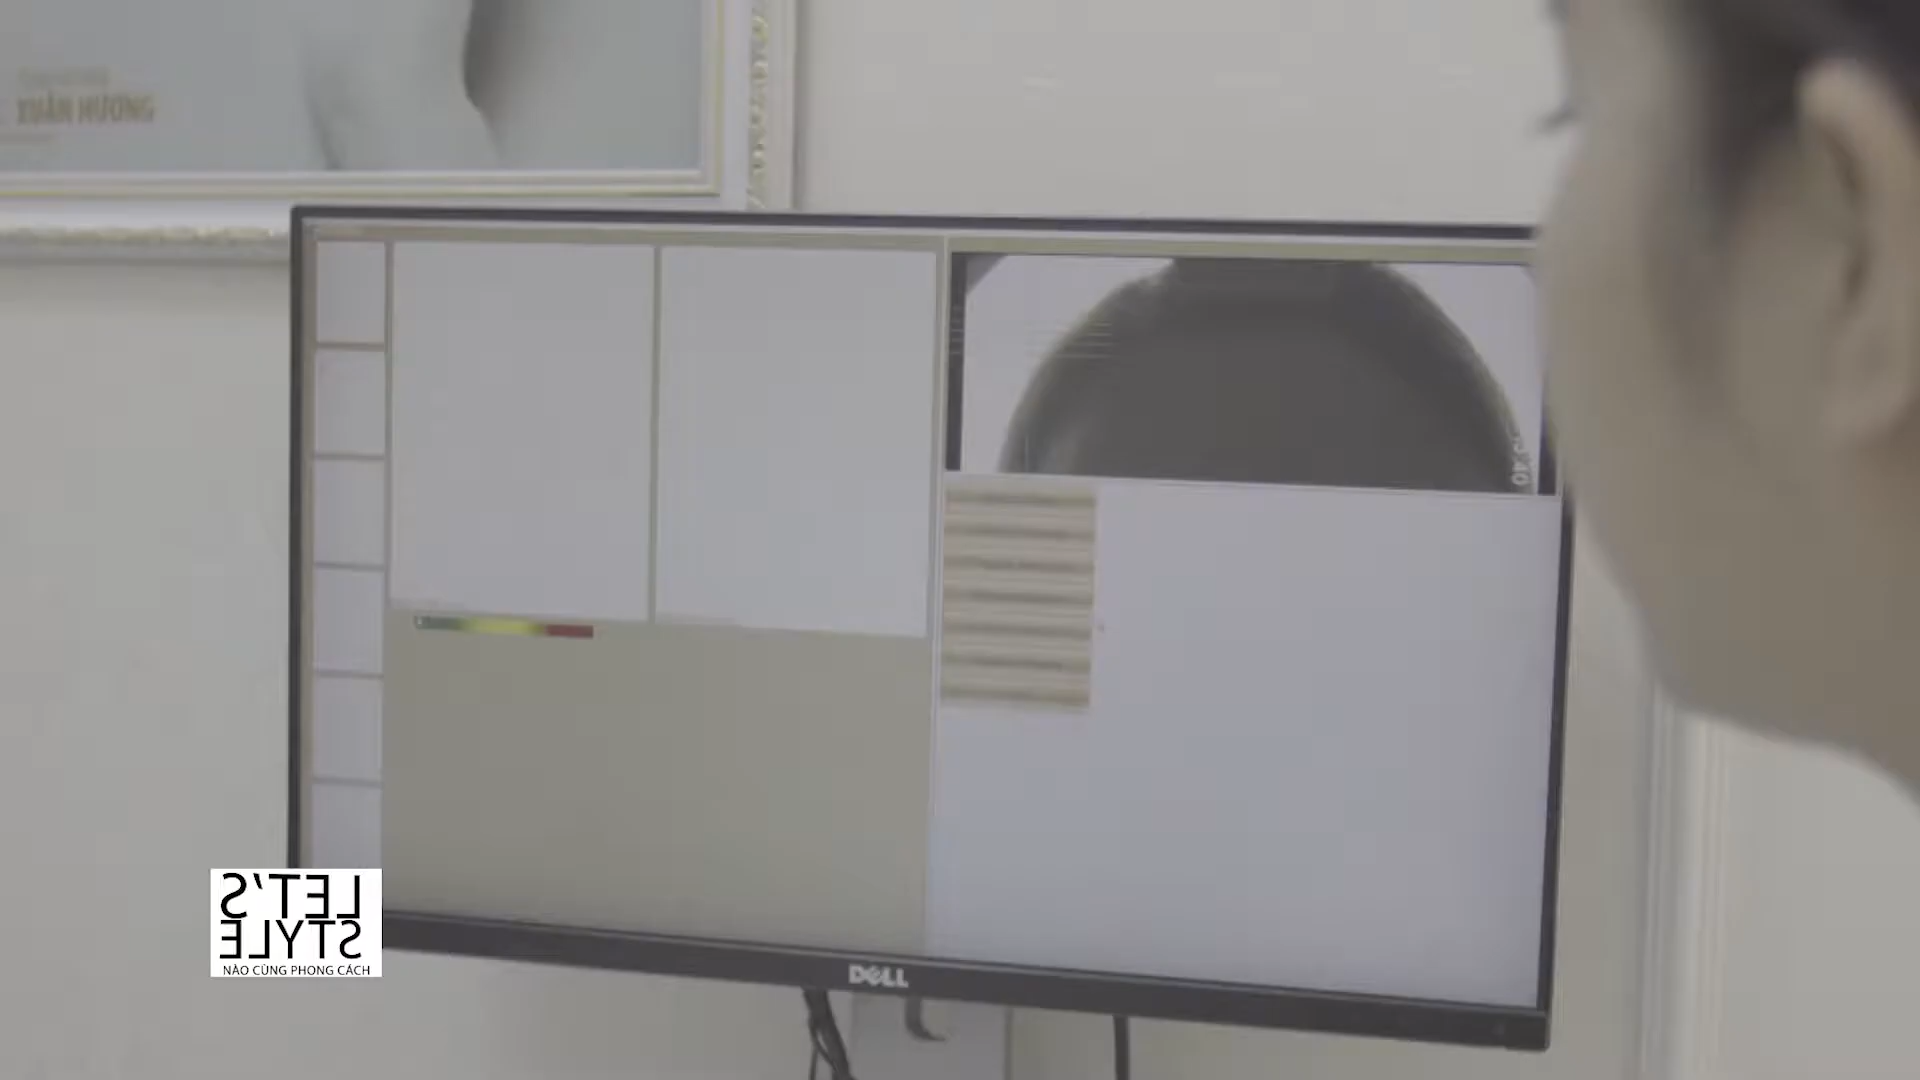 XUÂN HƯƠNG
LET'S
STYLE
NÀO CÙNG PHONG CÁCH
DELL